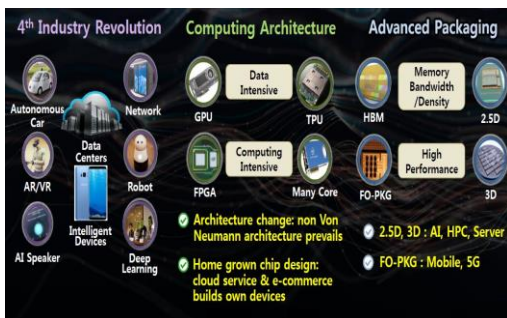 4th Industry Revolution
Autonomous
Car
Network
Data
Centers
AR/VR
Robot
Intelligent
Devices
AI Speaker
Deep
Learning
Computing Architecture
Data
Intensive
GPU
TPU
Computing
Intensive
FPGA
Many Core
Architecture change: non Von
Neumann architecture prevails
Home grown chip design:
cloud service & e-commerce
builds own devices
Advanced Packaging
Memory
Bandwidth
/Density
HBM
2.5D
High
Performance
FO-PKG
3D
2.5D, 3D : AI, HPC, Server
FO-PKG : Mobile, 5G